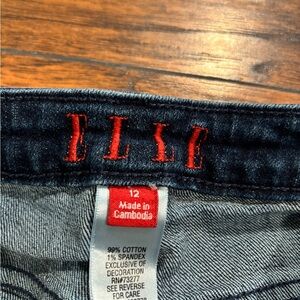 ELLE
12
Made in
Cambodia
99% COTTON
1% SPANDEX
EXCLUSIVE OF
DECORATION
RN#73277
SEE REVERSE
FOR CARE